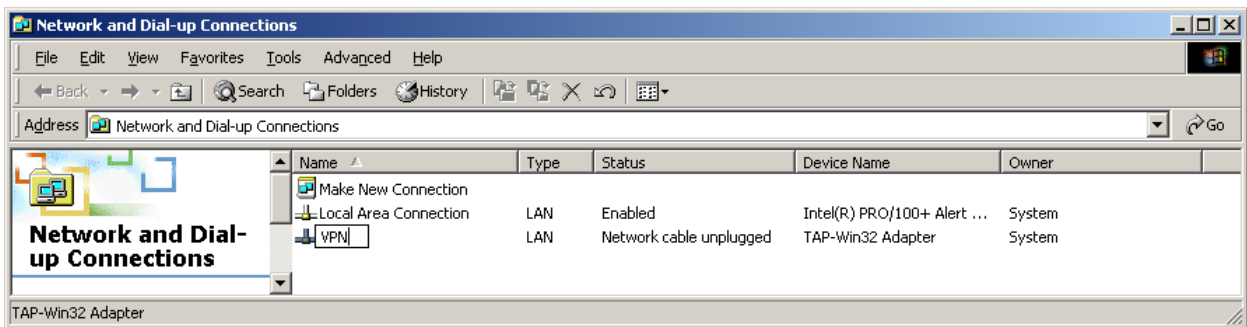 Network and Dial-up Connections
File Edit View Favorites Tools Advanced Help
Back Search Folders History
Address Network and Dial-up Connections Go
Name Type Status Device Name Owner
Make New Connection
Local Area Connection LAN Enabled Intel(R) PRO/100+ Alert ... System
VPN LAN Network cable unplugged TAP-Win32 Adapter System
Network and Dial-
up Connections
TAP-Win32 Adapter